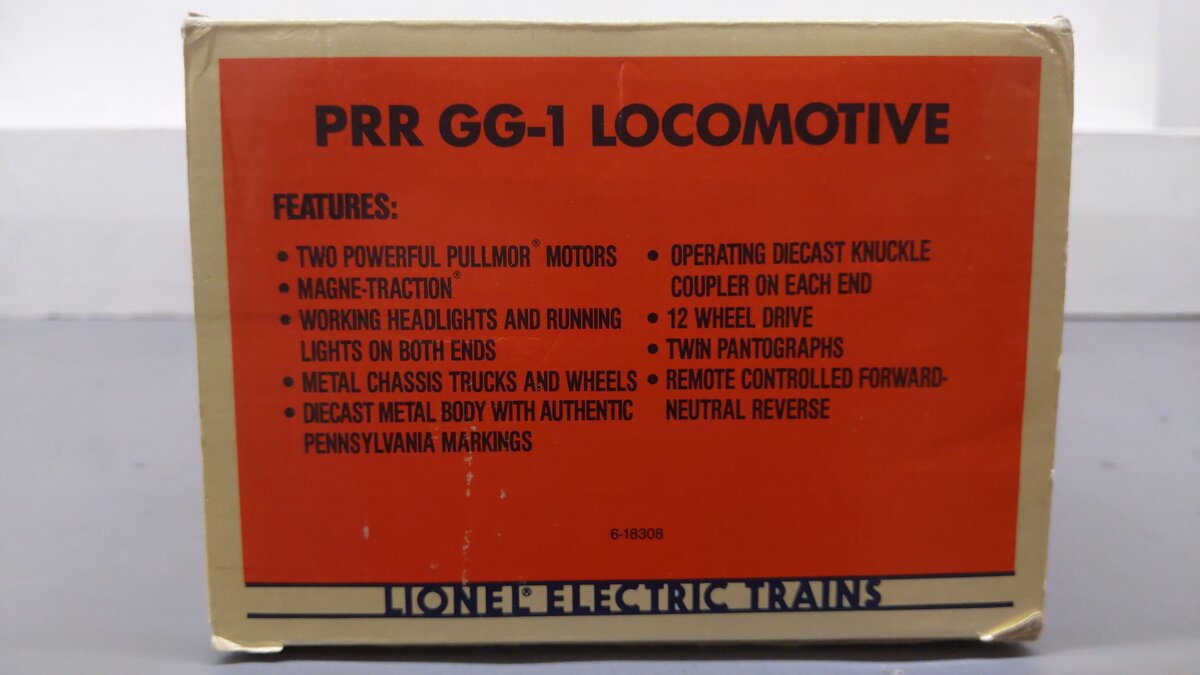 PRR GG-1 LOCOMOTIVE
FEATURES:
• TWO POWERFUL PULLMOR® MOTORS
• MAGNE-TRACTION®
• WORKING HEADLIGHTS AND RUNNING
LIGHTS ON BOTH ENDS
• METAL CHASSIS TRUCKS AND WHEELS
• DIECAST METAL BODY WITH AUTHENTIC
PENNSYLVANIA MARKINGS
• OPERATING DIECAST KNUCKLE
COUPLER ON EACH END
• 12 WHEEL DRIVE
• TWIN PANTOGRAPHS
• REMOTE CONTROLLED FORWARD-
NEUTRAL REVERSE
6-18308
LIONEL® ELECTRIC TRAINS